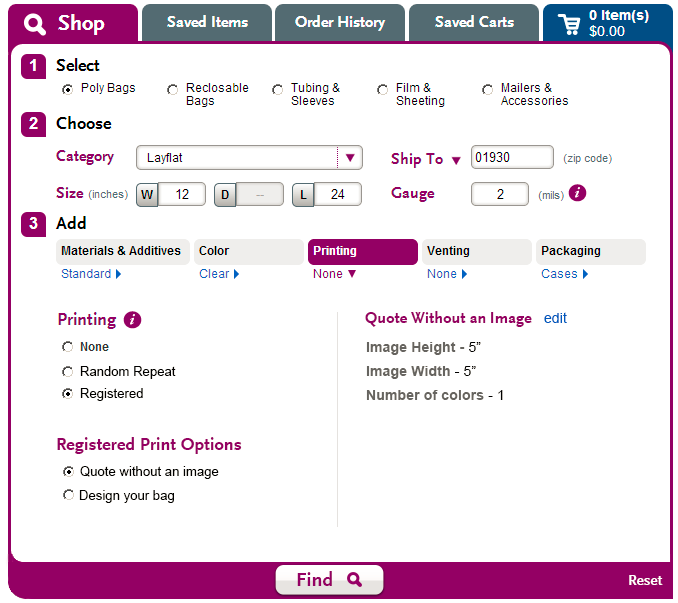 Shop
Saved Items
Order History
Saved Carts
0 Item(s)
$0.00
1 Select
Poly Bags
Reclosable
Bags
Tubing &
Sleeves
Film &
Sheeting
Mailers &
Accessories
2 Choose
Category Layflat Ship To 01930 (zip code)
Size (inches) W 12 D -- L 24 Gauge 2 (mils) i
3 Add
Materials & Additives Color Printing Venting Packaging
Standard Clear None None Cases
Printing i
None
Random Repeat
Registered
Registered Print Options
Quote without an image
Design your bag
Quote Without an Image edit
Image Height - 5”
Image Width - 5”
Number of colors - 1
Find
Reset